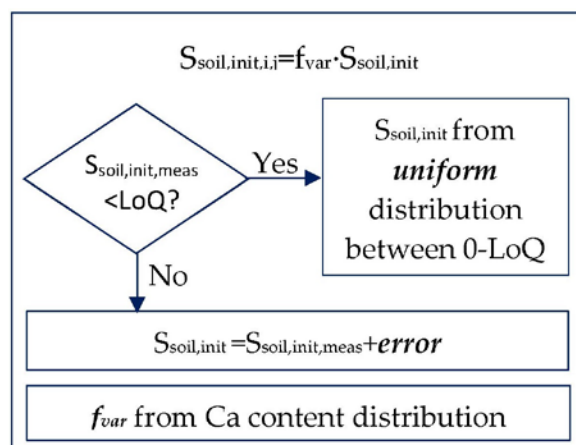 Ssoil,init,i,j=fvar·Ssoil,init
Ssoil,init,meas
<LoQ?
Yes
Ssoil,init from
uniform
distribution
between 0-LoQ
No
Ssoil,init =Ssoil,init,meas+error
fvar from Ca content distribution